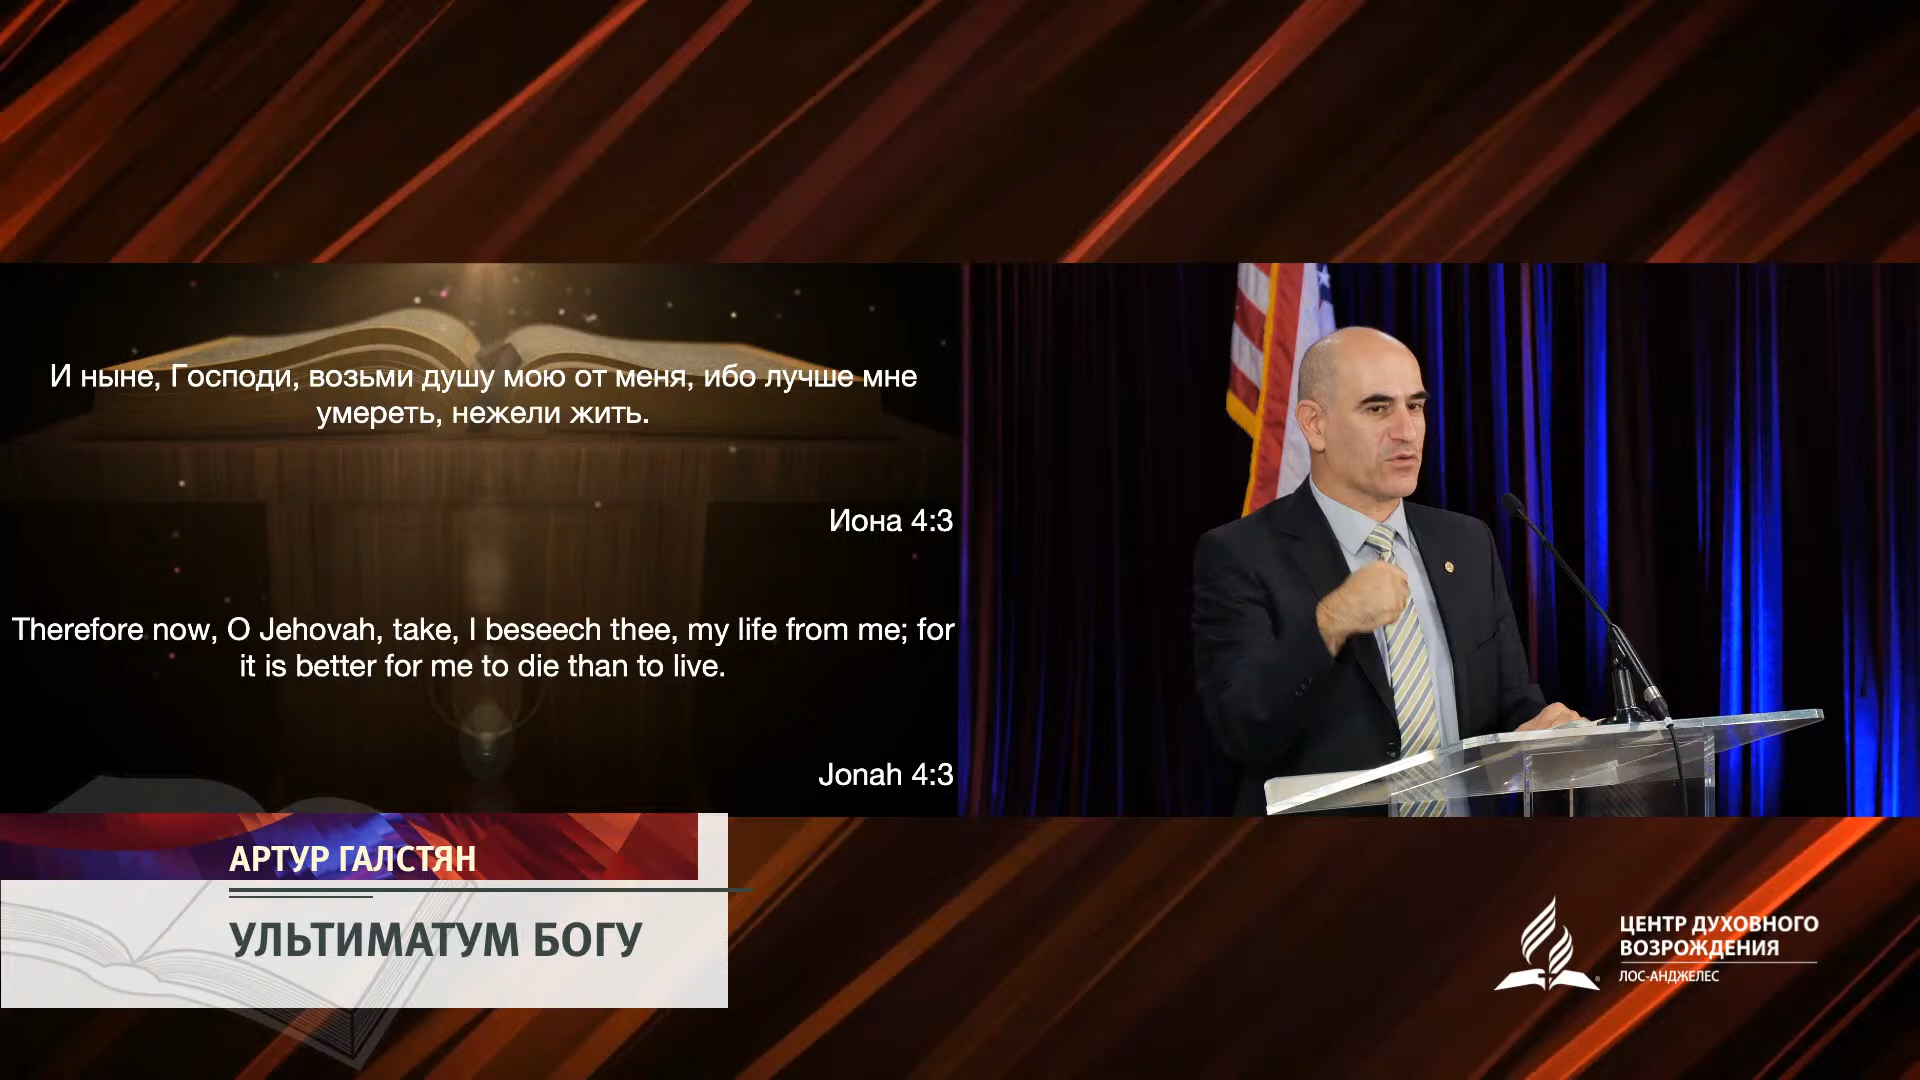 И ныне, Господи, возьми душу мою от меня, ибо лучше мне
умереть, нежели жить.
Иона 4:3
Therefore now, O Jehovah, take, I beseech thee, my life from me; for
it is better for me to die than to live.
Jonah 4:3
АРТУР ГАЛСТЯН
УЛЬТИМАТУМ БОГУ
ЦЕНТР ДУХОВНОГО
ВОЗРОЖДЕНИЯ
ЛОС-АНДЖЕЛЕС